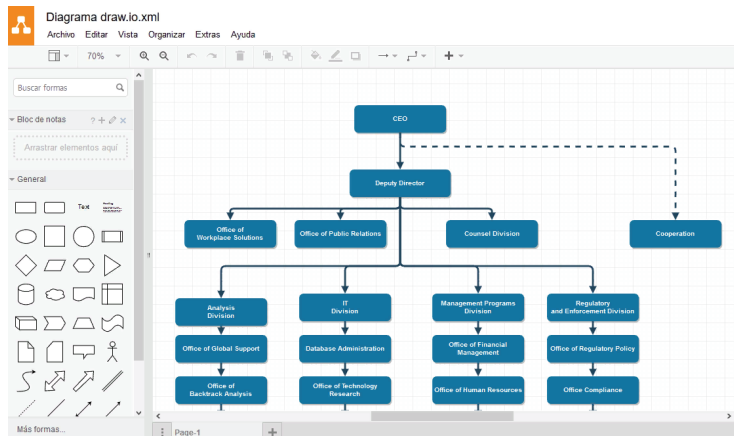 Diagrama draw.io.xml
Archivo Editar Vista Organizar Extras Ayuda
70%
Buscar formas
Bloc de notas
Arrastrar elementos aquí
General
Text
CEO
Deputy Director
Office of
Workplace Solutions
Office of Public Relations
Counsel Division
Cooperation
Analysis
Division
IT
Division
Management Programs
Division
Regulatory
and Enforcement Division
Office of Global Support
Database Administration
Office of Financial
Management
Office of Regulatory Policy
Office of
Backtrack Analysis
Office of Technology
Research
Office of Human Resources
Office Compliance
Más formas...
Page-1